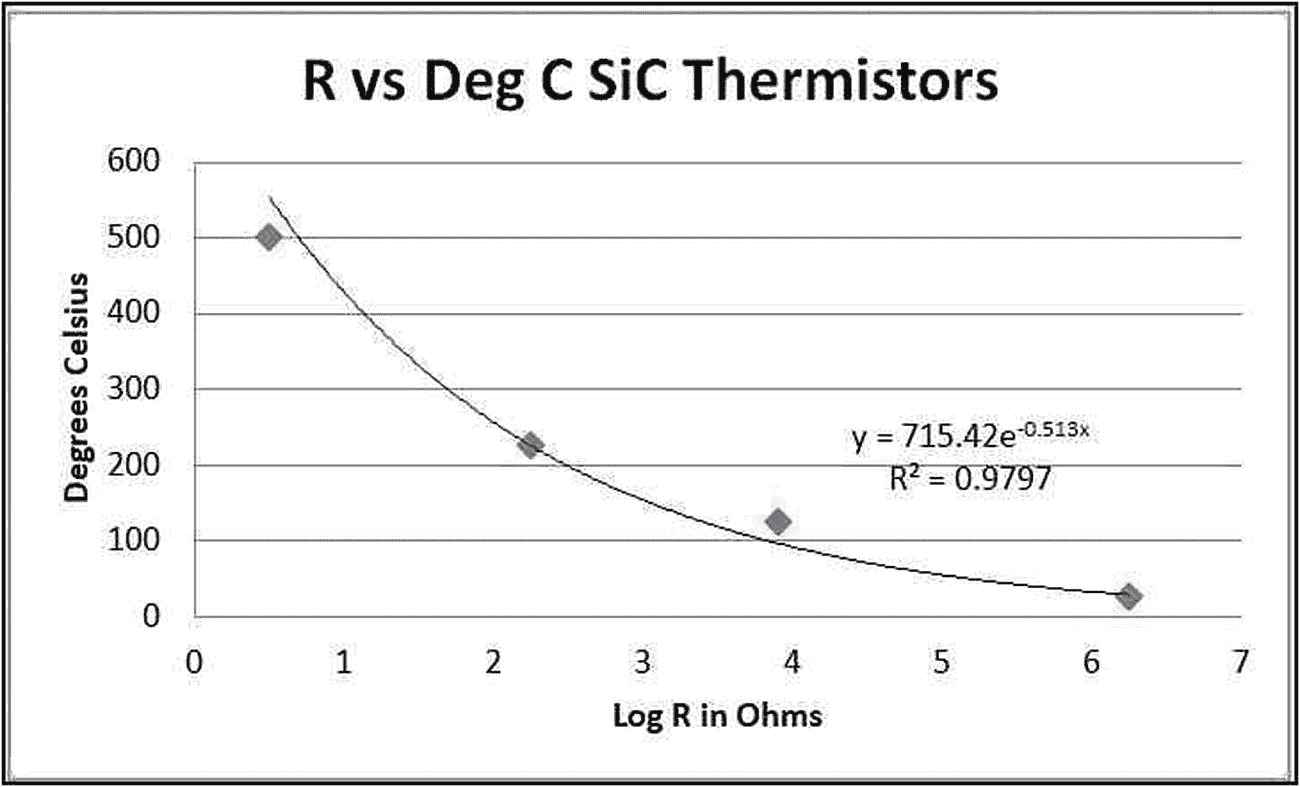 R vs Deg C SiC Thermistors
600
500
400
300
200
100
0
Degrees Celsius
y = 715.42e^-0.513x
R² = 0.9797
0 1 2 3 4 5 6 7
Log R in Ohms